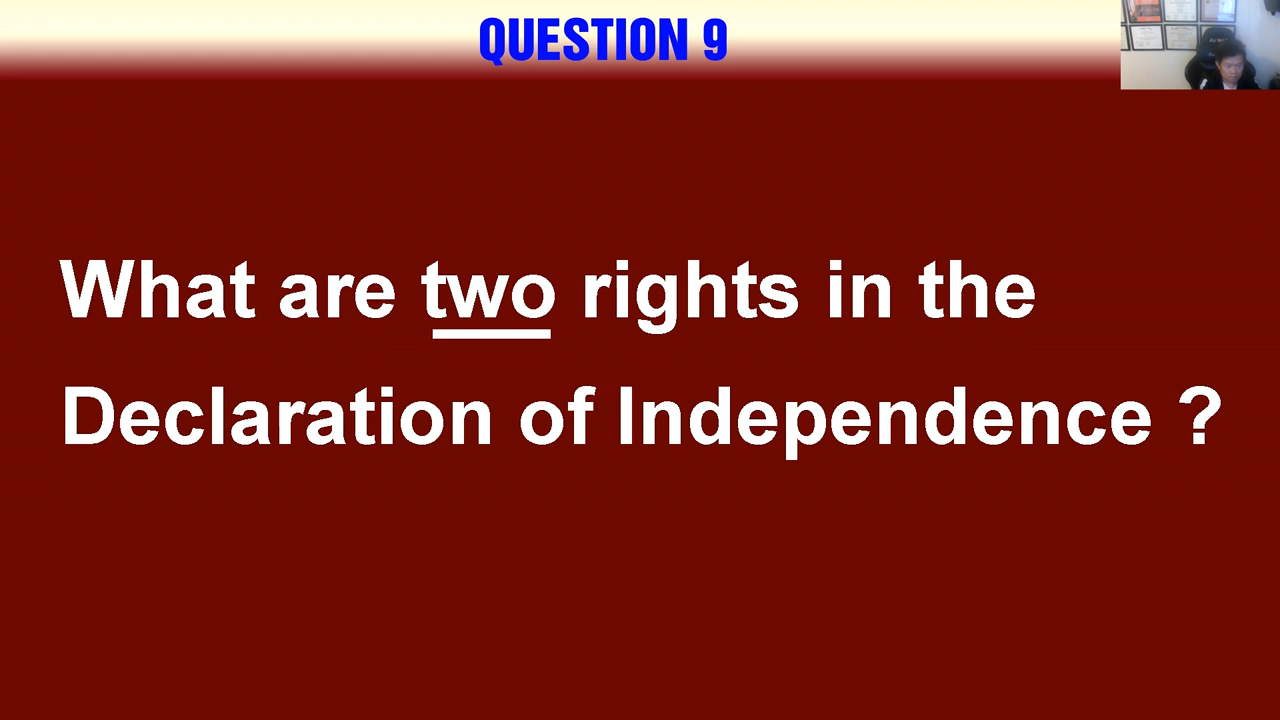 QUESTION 9
What are two rights in the
Declaration of Independence ?